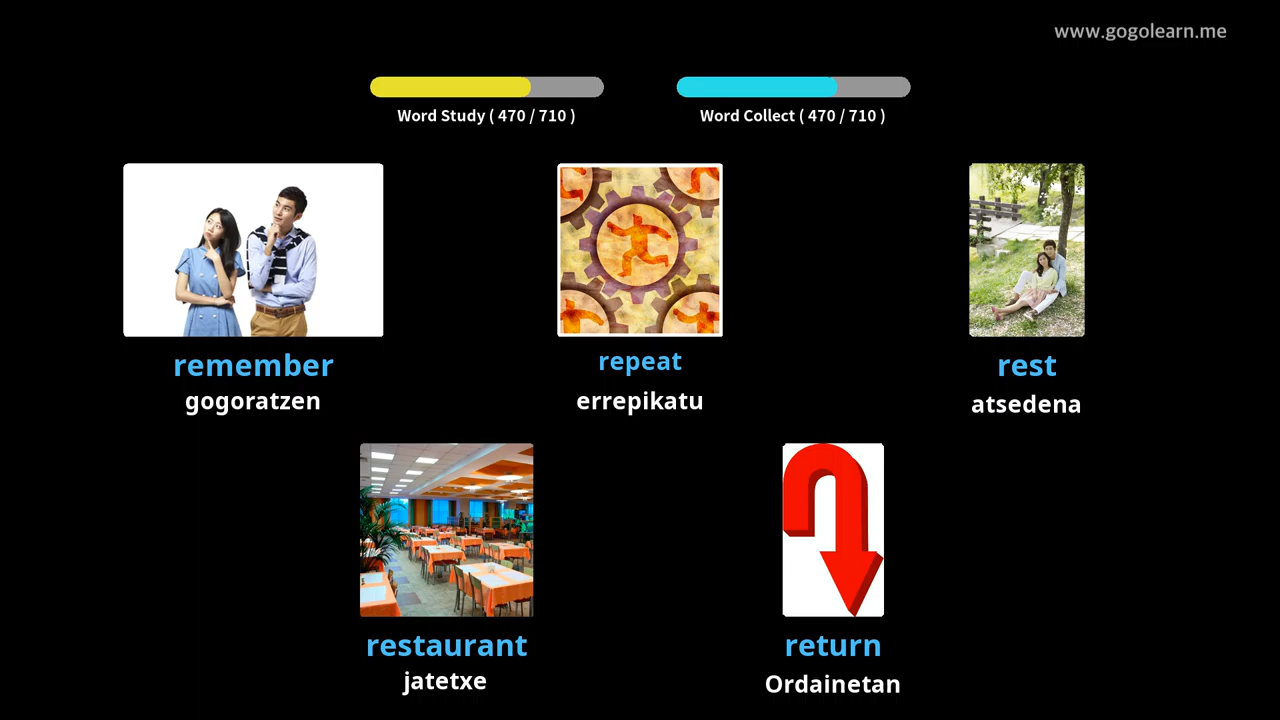 www.gogolearn.me
Word Study ( 470 / 710 )
Word Collect ( 470 / 710 )
remember
gogoratzen
repeat
errepikatu
rest
atsedena
restaurant
jatetxe
return
Ordainetan